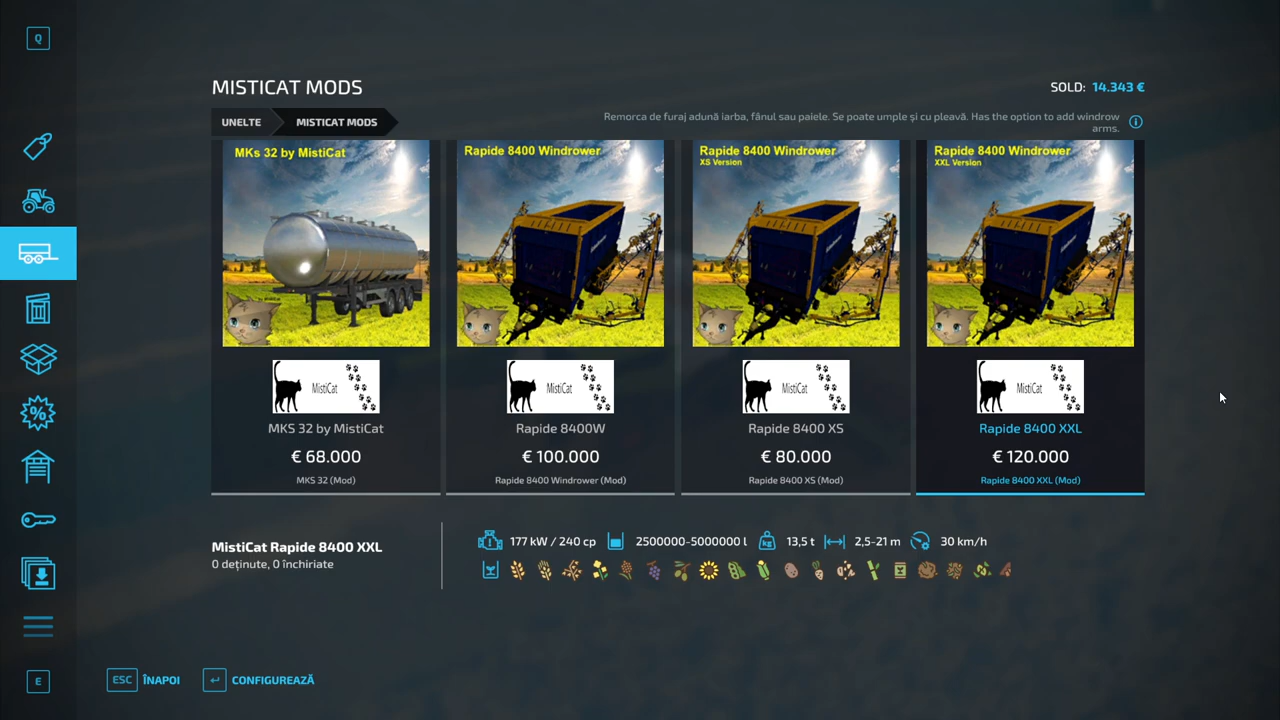 Q
MISTICAT MODS
SOLD: 14.343 €
UNELTE
MISTICAT MODS
Remorca de furaj adună iarba, fânul sau paiele. Se poate umple și cu pleavă. Has the option to add windrow
arms.
MKs 32 by MistiCat
Rapide 8400 Windrower
Rapide 8400 Windrower
XS Version
Rapide 8400 Windrower
XXL Version
MistiCat
MistiCat
MistiCat
MistiCat
MKS 32 by MistiCat
Rapide 8400W
Rapide 8400 XS
Rapide 8400 XXL
€ 68.000
€ 100.000
€ 80.000
€ 120.000
MKS 32 (Mod)
Rapide 8400 Windrower (Mod)
Rapide 8400 XS (Mod)
Rapide 8400 XXL (Mod)
MistiCat Rapide 8400 XXL
0 deținute, 0 închiriate
177 kW / 240 cp
2500000-5000000 l
kg
13,5 t
2,5-21 m
30 km/h
%
E
ESC ÎNAPOI
CONFIGUREAZĂ